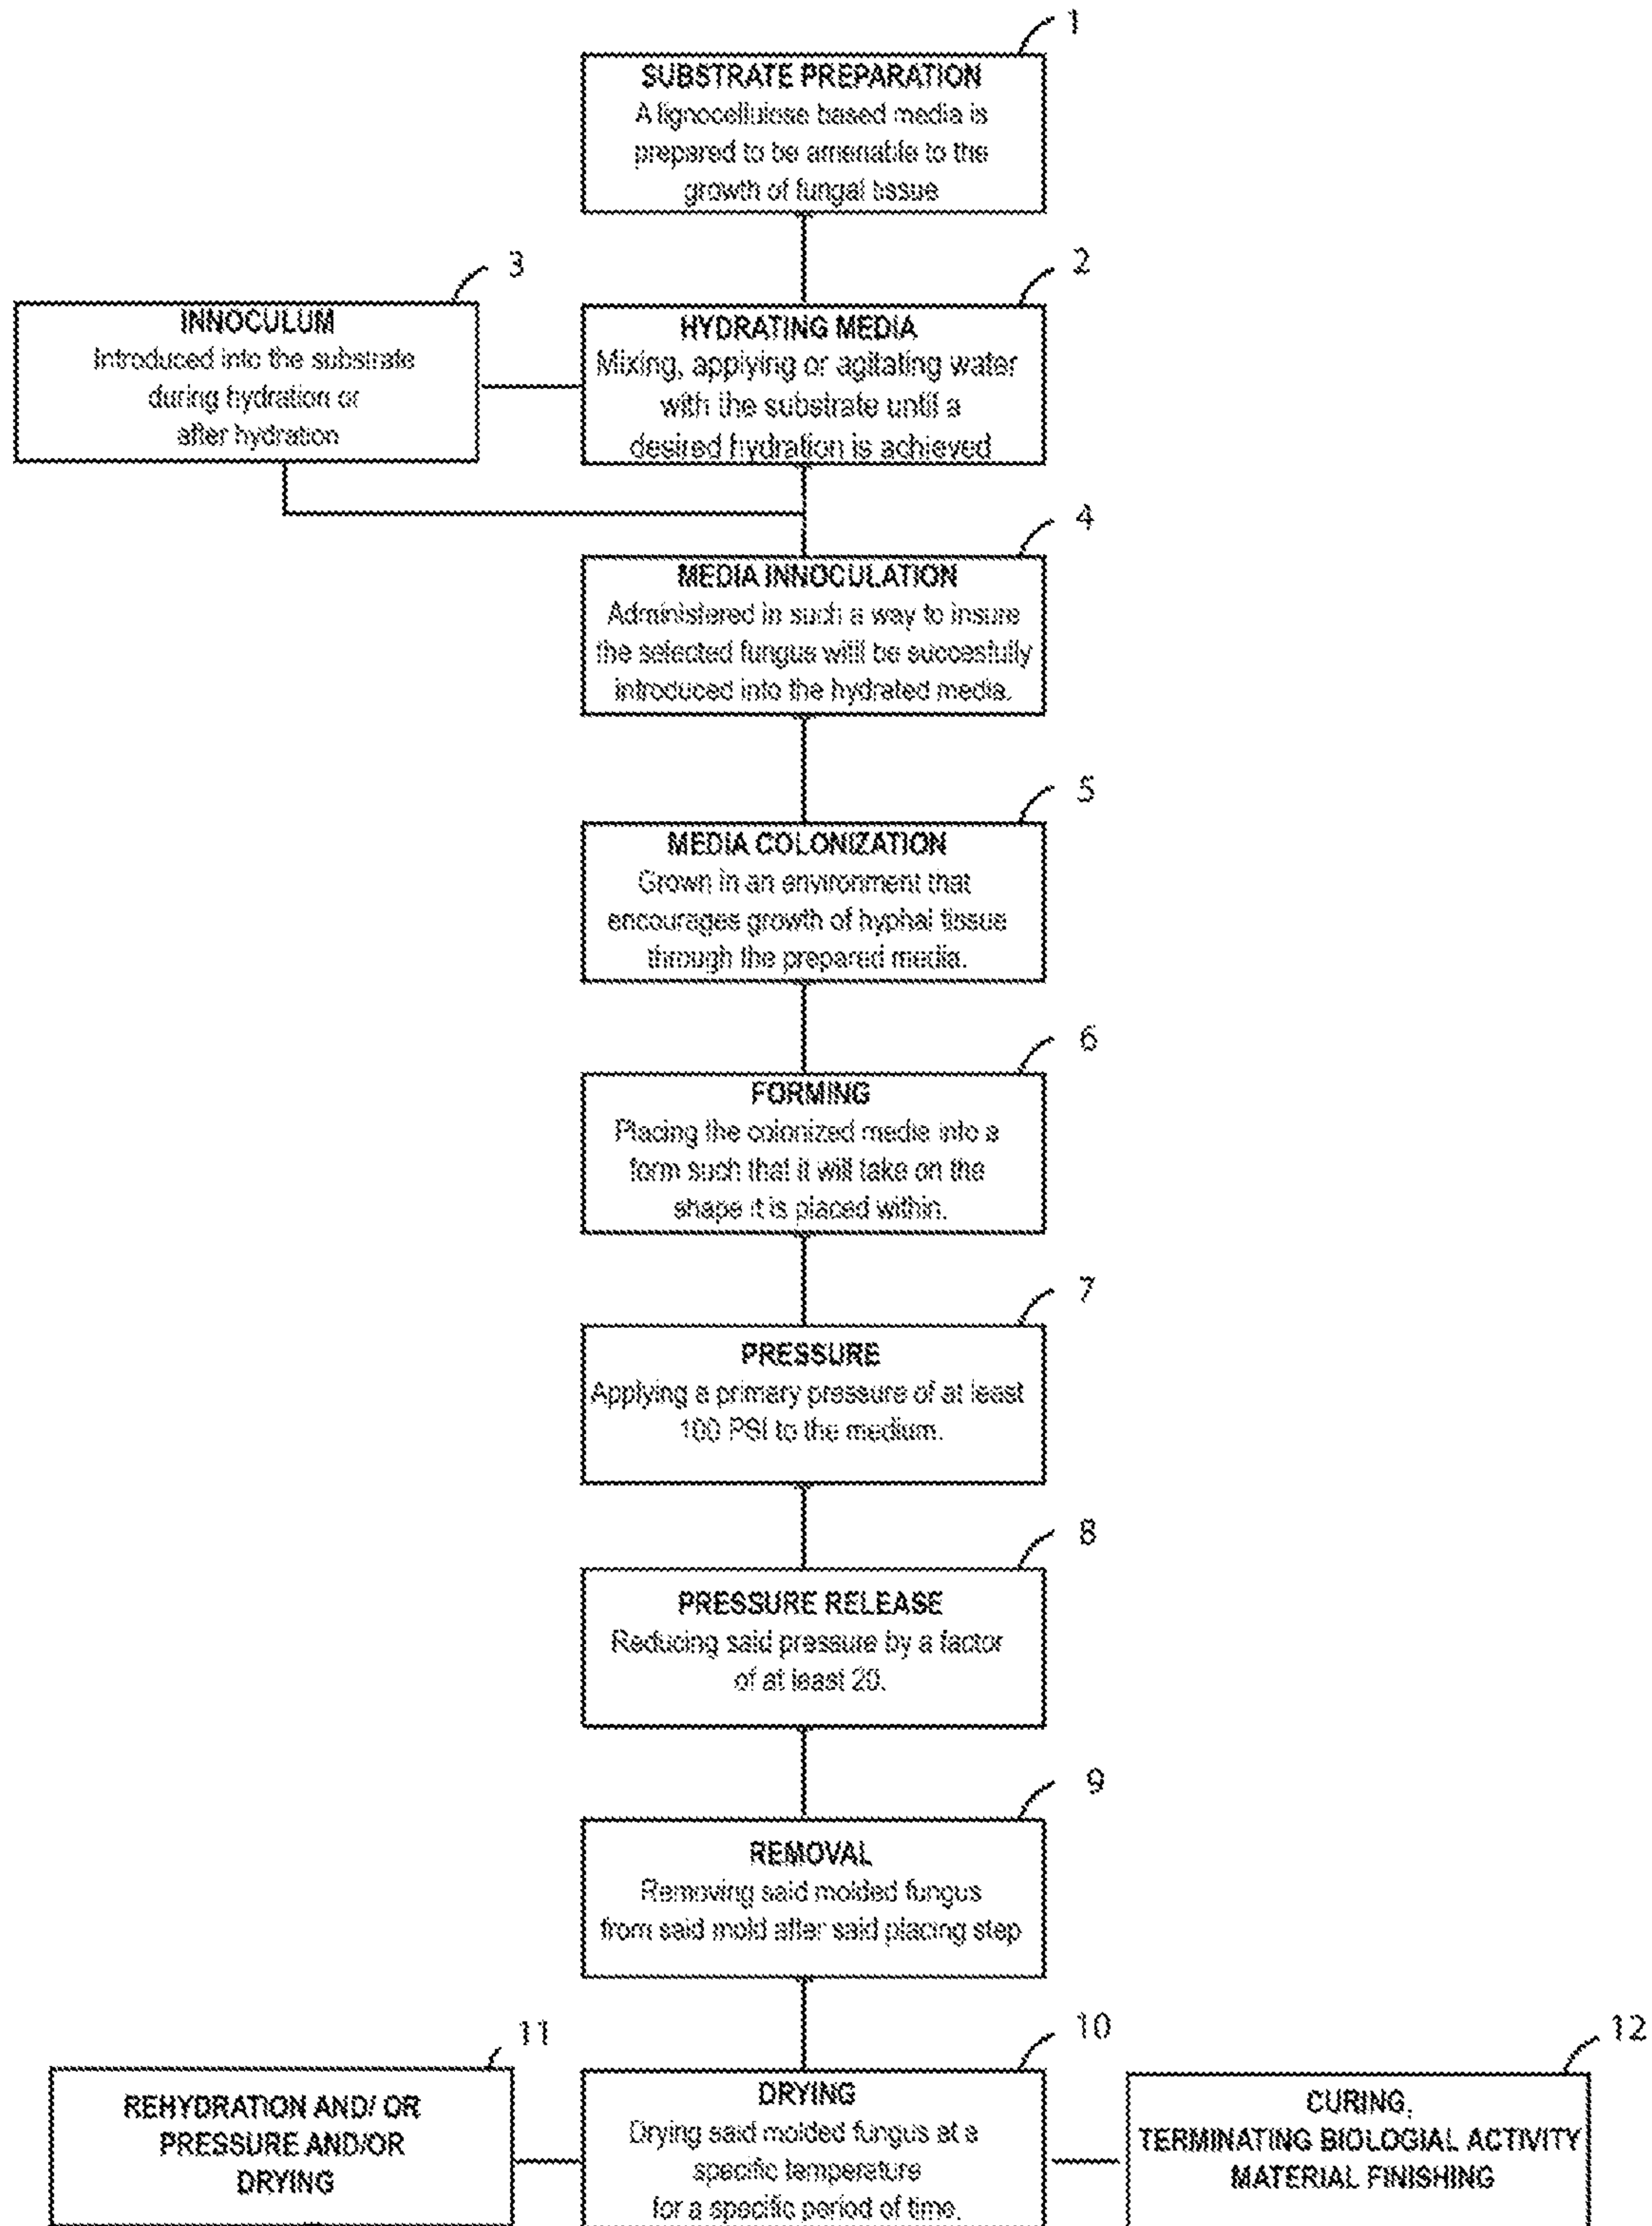 1
SUBSTRATE PREPARATION
A lignocellulose based media is
prepared to be amenable to the
growth of fungal tissue
3
2
INNOCULUM
Introduced into the substrate
during hydration or
after hydration
HYDRATING MEDIA
Mixing, applying or agitating water
with the substrate until a
desired hydration is achieved
4
MEDIA INNOCULATION
Administered in such a way to insure
the selected fungus will be succesfully
introduced into the hydrated media.
5
MEDIA COLONIZATION
Grown in an environment that
encourages growth of hyphal tissue
through the prepared media.
6
FORMING
Placing the colonized media into a
form such that it will take on the
shape it is placed within.
7
PRESSURE
Applying a primary pressure of at least
100 PSI to the medium.
8
PRESSURE RELEASE
Reducing said pressure by a factor
of at least 20.
9
REMOVAL
Removing said molded fungus
from said mold after said placing step
11
10
12
REHYDRATION AND/ OR
PRESSURE AND/OR
DRYING
DRYING
Drying said molded fungus at a
specific temperature
for a specific period of time.
CURING,
TERMINATING BIOLOGIAL ACTIVITY
MATERIAL FINISHING